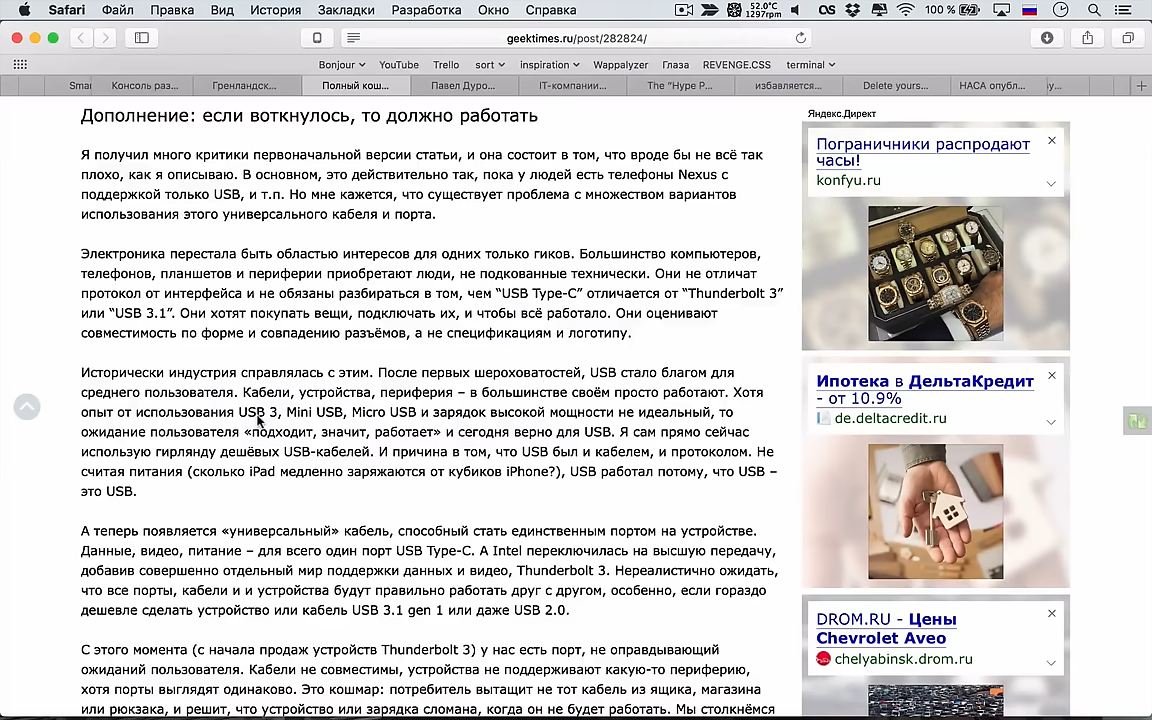 Safari Файл Правка Вид История Закладки Разработка Окно Справка
52.0°C
1297rpm
100 %
geektimes.ru/post/282824/
Bonjour YouTube Trello sort inspiration Wappalyzer Глаза REVENGE.CSS terminal
Smai Консоль раз... Гренландск... Полный кош... Павел Дуро... IT-компании... The "Hype P... избавляется... Delete yours... НАСА опубл... у...
Дополнение: если воткнулось, то должно работать
Я получил много критики первоначальной версии статьи, и она состоит в том, что вроде бы не всё так
плохо, как я описываю. В основном, это действительно так, пока у людей есть телефоны Nexus с
поддержкой только USB, и т.п. Но мне кажется, что существует проблема с множеством вариантов
использования этого универсального кабеля и порта.
Электроника перестала быть областью интересов для одних только гиков. Большинство компьютеров,
телефонов, планшетов и периферии приобретают люди, не подкованные технически. Они не отличат
протокол от интерфейса и не обязаны разбираться в том, чем “USB Type-C” отличается от “Thunderbolt 3”
или “USB 3.1”. Они хотят покупать вещи, подключать их, и чтобы всё работало. Они оценивают
совместимость по форме и совпадению разъёмов, а не спецификациям и логотипу.
Исторически индустрия справлялась с этим. После первых шероховатостей, USB стало благом для
среднего пользователя. Кабели, устройства, периферия – в большинстве своём просто работают. Хотя
опыт от использования USB 3, Mini USB, Micro USB и зарядок высокой мощности не идеальный, то
ожидание пользователя «подходит, значит, работает» и сегодня верно для USB. Я сам прямо сейчас
использую гирлянду дешёвых USB-кабелей. И причина в том, что USB был и кабелем, и протоколом. Не
считая питания (сколько iPad медленно заряжаются от кубиков iPhone?), USB работал потому, что USB –
это USB.
А теперь появляется «универсальный» кабель, способный стать единственным портом на устройстве.
Данные, видео, питание – для всего один порт USB Type-C. А Intel переключилась на высшую передачу,
добавив совершенно отдельный мир поддержки данных и видео, Thunderbolt 3. Нереалистично ожидать,
что все порты, кабели и и устройства будут правильно работать друг с другом, особенно, если гораздо
дешевле сделать устройство или кабель USB 3.1 gen 1 или даже USB 2.0.
С этого момента (с начала продаж устройств Thunderbolt 3) у нас есть порт, не оправдывающий
ожиданий пользователя. Кабели не совместимы, устройства не поддерживают какую-то периферию,
хотя порты выглядят одинаково. Это кошмар: потребитель вытащит не тот кабель из ящика, магазина
или рюкзака, и решит, что устройство или зарядка сломана, когда он не будет работать. Мы столкнёмся
Яндекс.Директ
Пограничники распродают
часы!
konfyu.ru
Ипотека в ДельтаКредит
- от 10.9%
de.deltacredit.ru
DROM.RU - Цены
Chevrolet Aveo
chelyabinsk.drom.ru